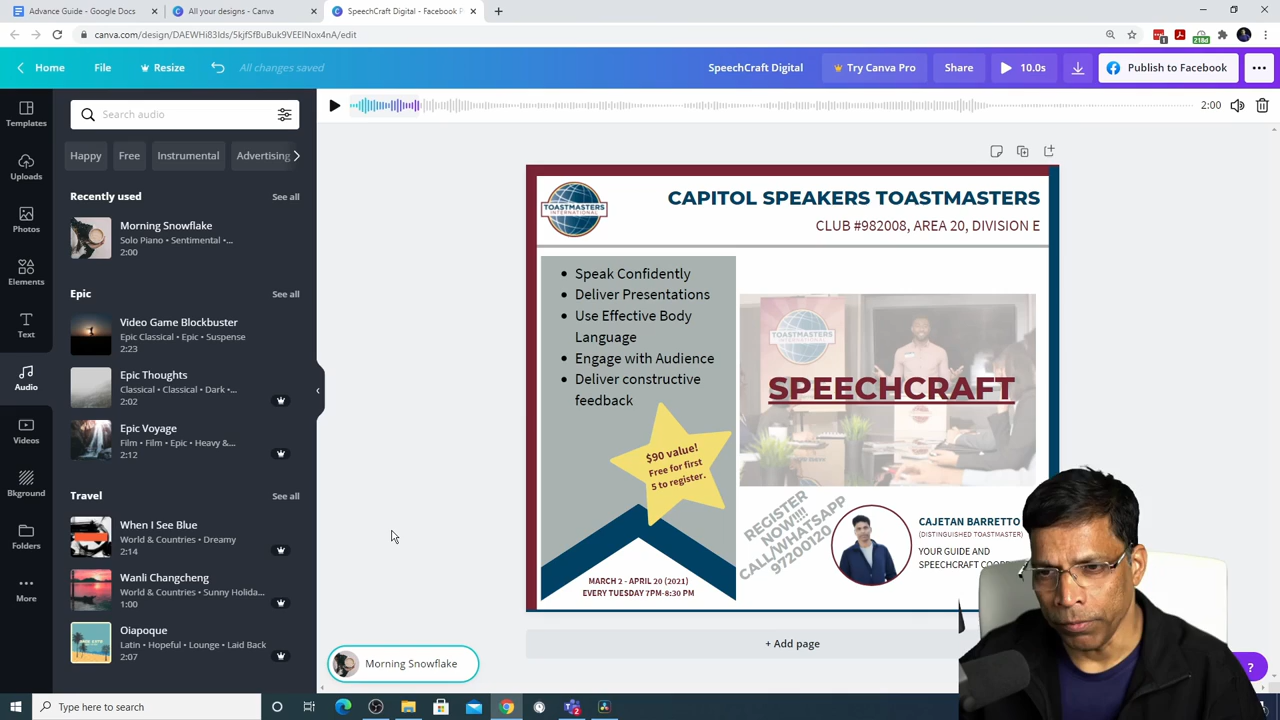 Advance Guide - Google Docs
All your designs - Canva
SpeechCraft Digital - Facebook P
canva.com/design/
/edit
Home
File
Resize
All changes saved
SpeechCraft Digital
Try Canva Pro
Share
10.0s
Publish to Facebook
Templates
Uploads
Photos
Elements
Text
Audio
Videos
Bkground
Folders
More
Search audio
Happy
Free
Instrumental
Advertising
Recently used
See all
Morning Snowflake
Solo Piano • Sentimental •...
2:00
Epic
See all
Video Game Blockbuster
Epic Classical • Epic • Suspense
2:23
Epic Thoughts
Classical • Classical • Dark •...
2:02
Epic Voyage
Film • Film • Epic • Heavy &...
2:12
Travel
See all
When I See Blue
World & Countries • Dreamy
2:14
Wanli Changcheng
World & Countries • Sunny Holida...
1:00
Oiapoque
Latin • Hopeful • Lounge • Laid Back
2:07
2:00
TOASTMASTERS
INTERNATIONAL
CAPITOL SPEAKERS TOASTMASTERS
CLUB #982008, AREA 20, DIVISION E
• Speak Confidently
• Deliver Presentations
• Use Effective Body
Language
• Engage with Audience
• Deliver constructive
feedback
$90 value!
Free for first
5 to register.
MARCH 2 - APRIL 20 (2021)
EVERY TUESDAY 7PM-8:30 PM
TOASTMASTERS
SPEECHCRAFT
REGISTER
NOW!!!!
CALL/WHATSAPP
97200120
CAJETAN BARRETTO
(DISTINGUISHED TOASTMASTER)
YOUR GUIDE AND
SPEECHCRAFT
+ Add page
Morning Snowflake
?
Type here to search